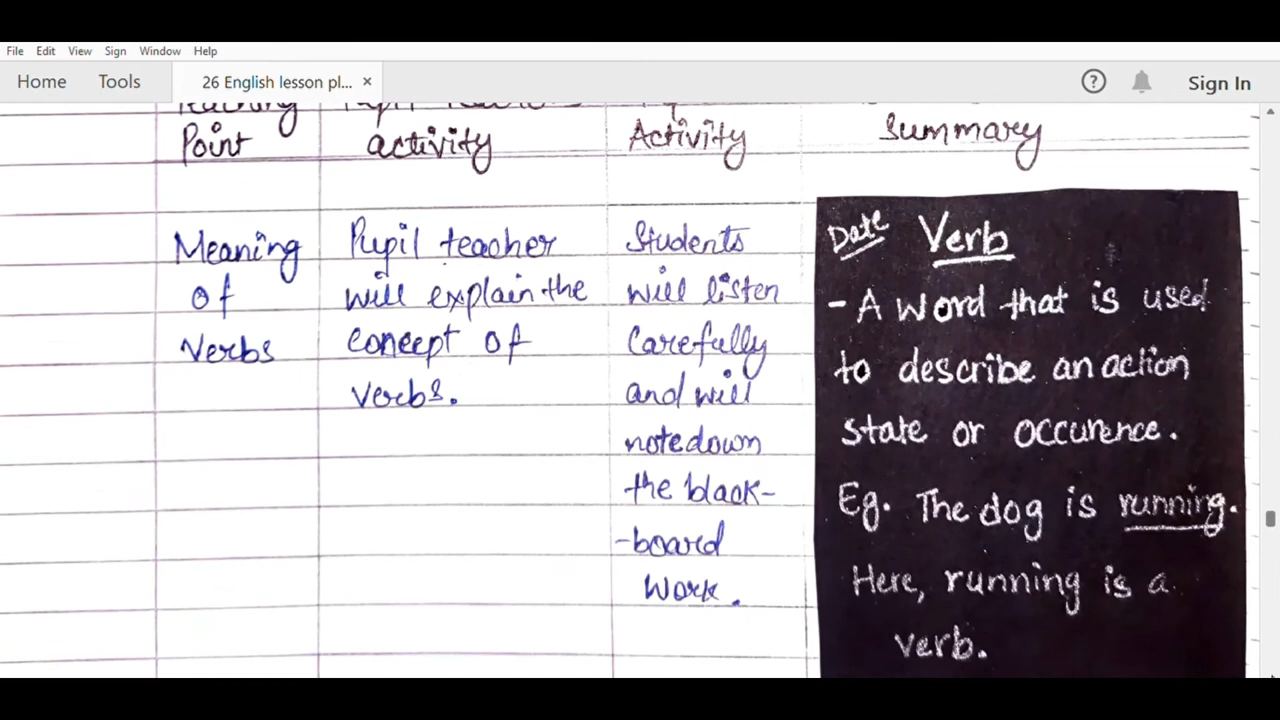 File Edit View Sign Window Help
Home Tools 26 English lesson pl... × ? Sign In
Point activity Activity Summary
Meaning
of
verbs
Pupil teacher
will explain the
concept of
verbs.
Students
will listen
carefully
and will
notedown
the black-
-board
work.
Date Verb
- A word that is used
to describe an action
state or occurence.
Eg. The dog is running.
Here, running is a
verb.